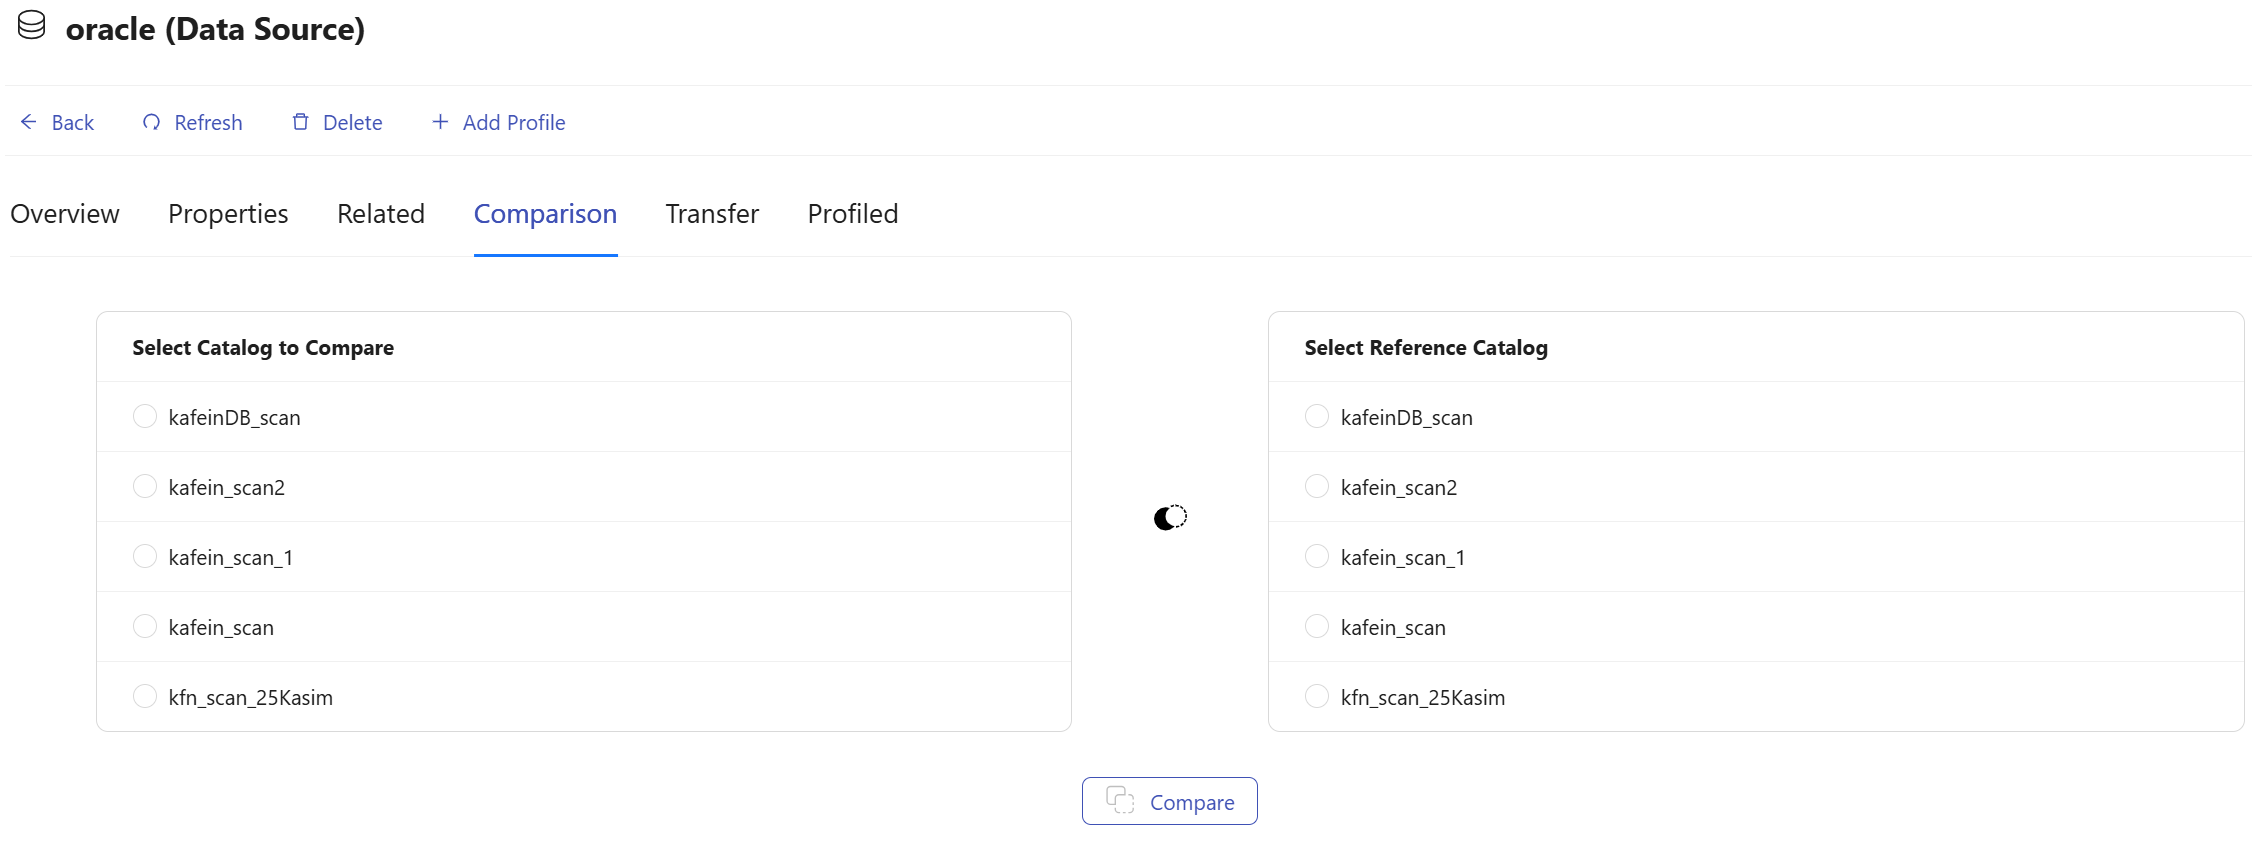 oracle (Data Source)
Back Refresh Delete Add Profile
Overview Properties Related Comparison Transfer Profiled
Select Catalog to Compare
kafeinDB_scan
kafein_scan2
kafein_scan_1
kafein_scan
kfn_scan_25Kasim
Select Reference Catalog
kafeinDB_scan
kafein_scan2
kafein_scan_1
kafein_scan
kfn_scan_25Kasim
Compare